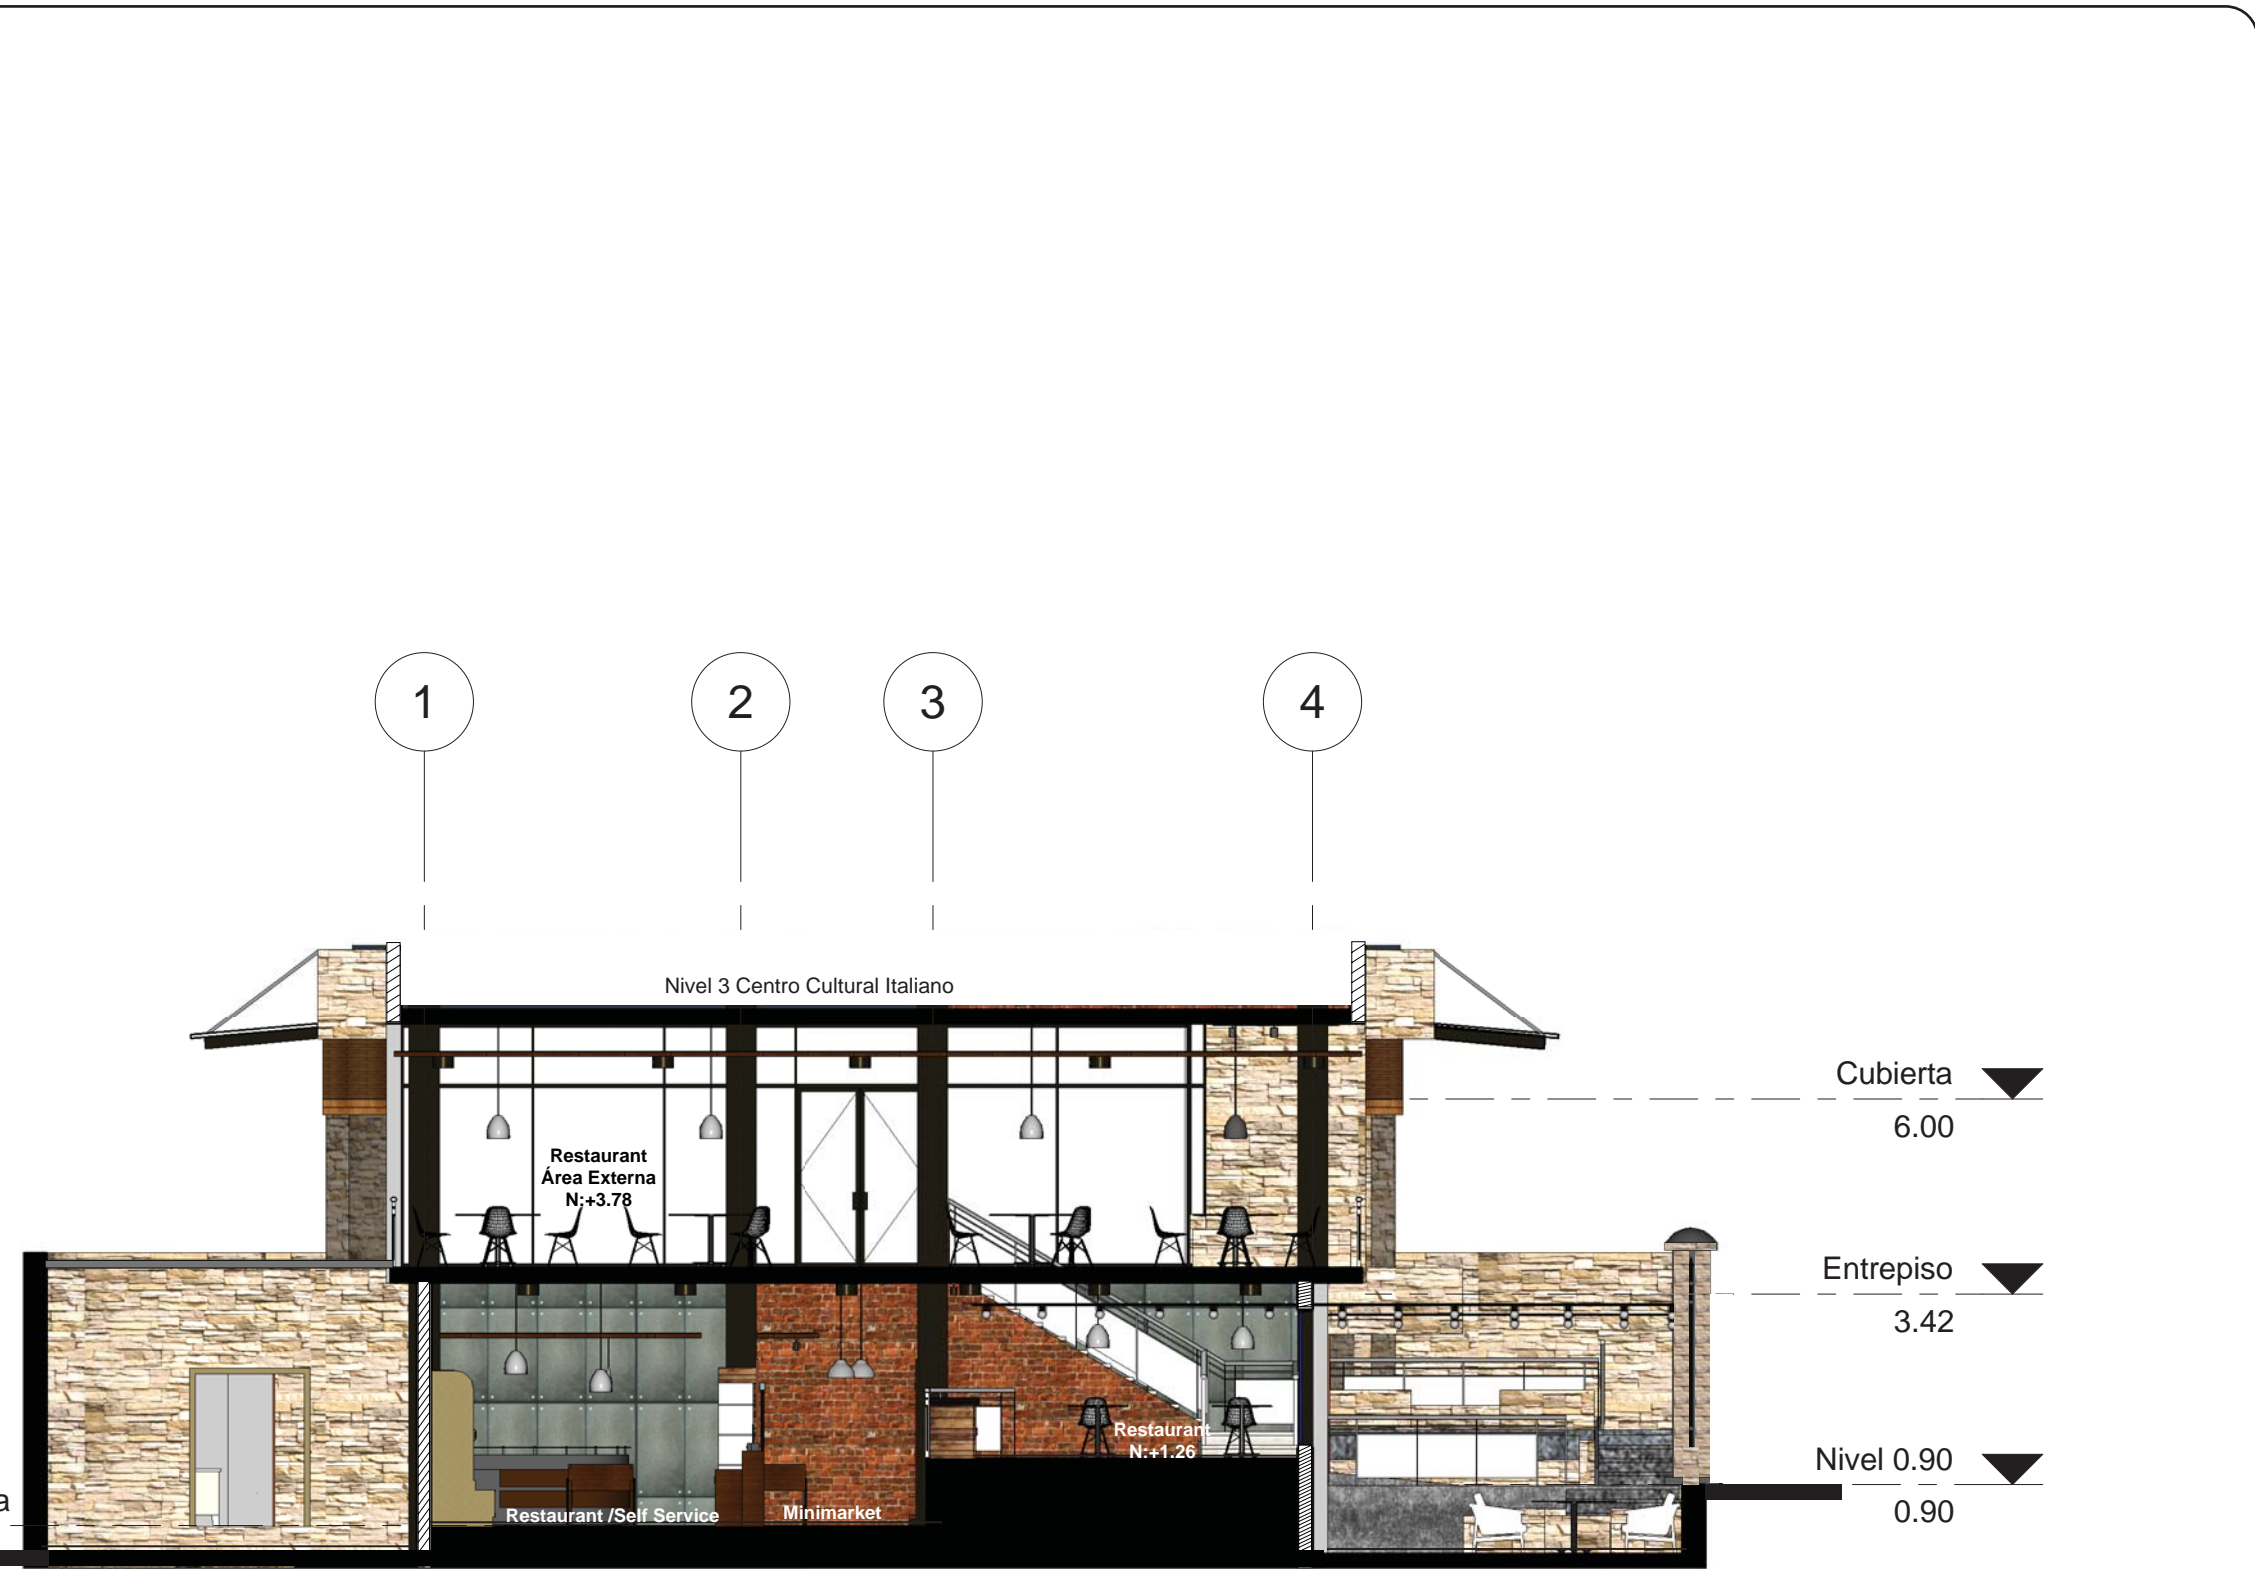 1
2
3
4
Nivel 3 Centro Cultural Italiano
Cubierta
6.00
Restaurant
Área Externa
N:+3.78
Entrepiso
3.42
Restaurant
N:+1.26
Nivel 0.90
0.90
a
Restaurant /Self Service
Minimarket